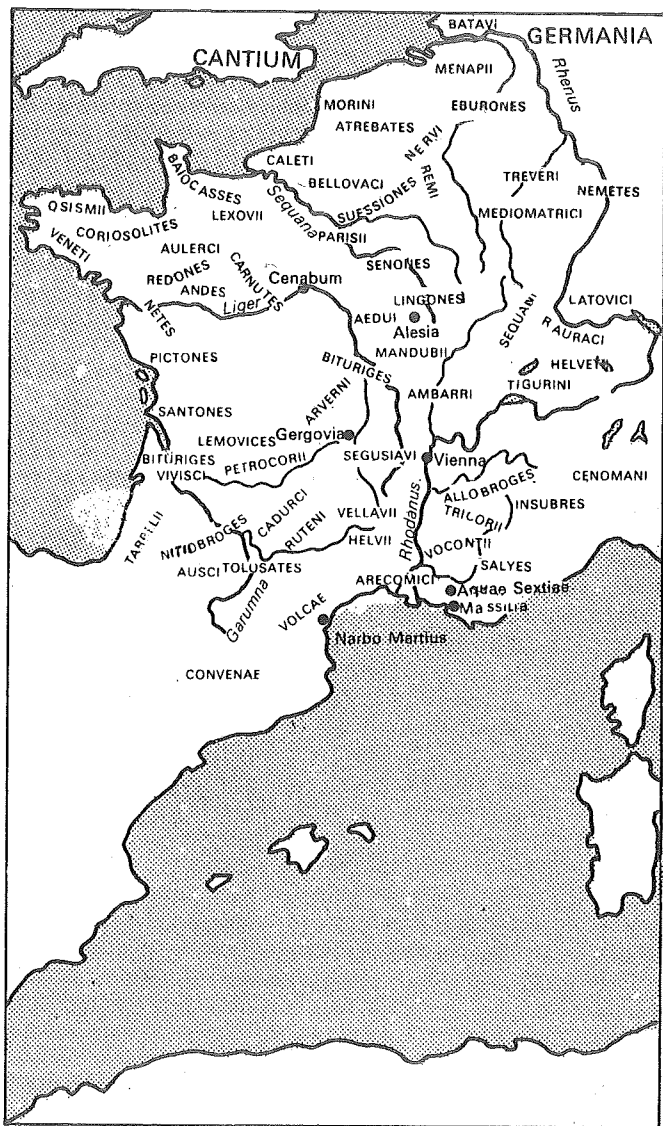 BATAVI
GERMANIA
CANTIUM
MENAPII
Rhenus
MORINI
EBURONES
ATREBATES
NERVI
CALETI
REMI
BAIOCASSES
BELLOVACI
TREVERI
NEMETES
SUESSIONES
OSISMII
LEXOVII
Sequana
MEDIOMATRICI
CORIOSOLITES
PARISII
VENETI
AULERCI
CARNUTES
SENONES
REDONES
Cenabum
ANDES
LINGONES
LATOVICI
NETES
Liger
AEDUI
SEQUANI
RAURACI
Alesia
PICTONES
MANDUBII
BITURIGES
HELVETII
TIGURINI
ARVERNI
AMBARRI
SANTONES
LEMOVICES
Gergovia
BITURIGES
VIVISCI
PETROCORII
SEGUSIAVI
Vienna
CENOMANI
ALLOBROGES
INSUBRES
CADURCI
VELLAVII
Rhodanus
TRILORII
NITIOBROGES
RUTENI
HELVII
VOCONTII
AUSCI
TOLUSATES
SALYES
ARECOMICI
Garumna
Aquae Sextiae
VOLCAE
Massilia
Narbo Martius
CONVENAE